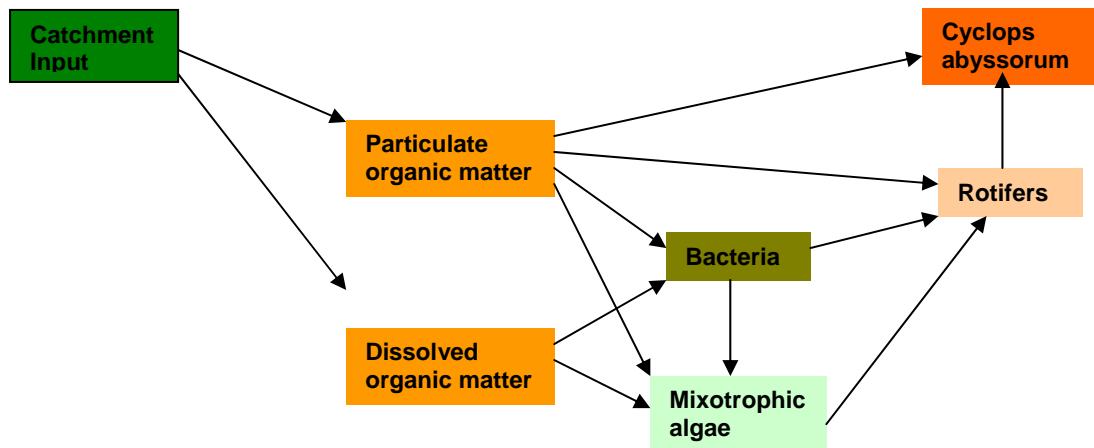 Catchment
Input
Cyclops
abyssorum
Particulate
organic matter
Rotifers
Bacteria
Dissolved
organic matter
Mixotrophic
algae